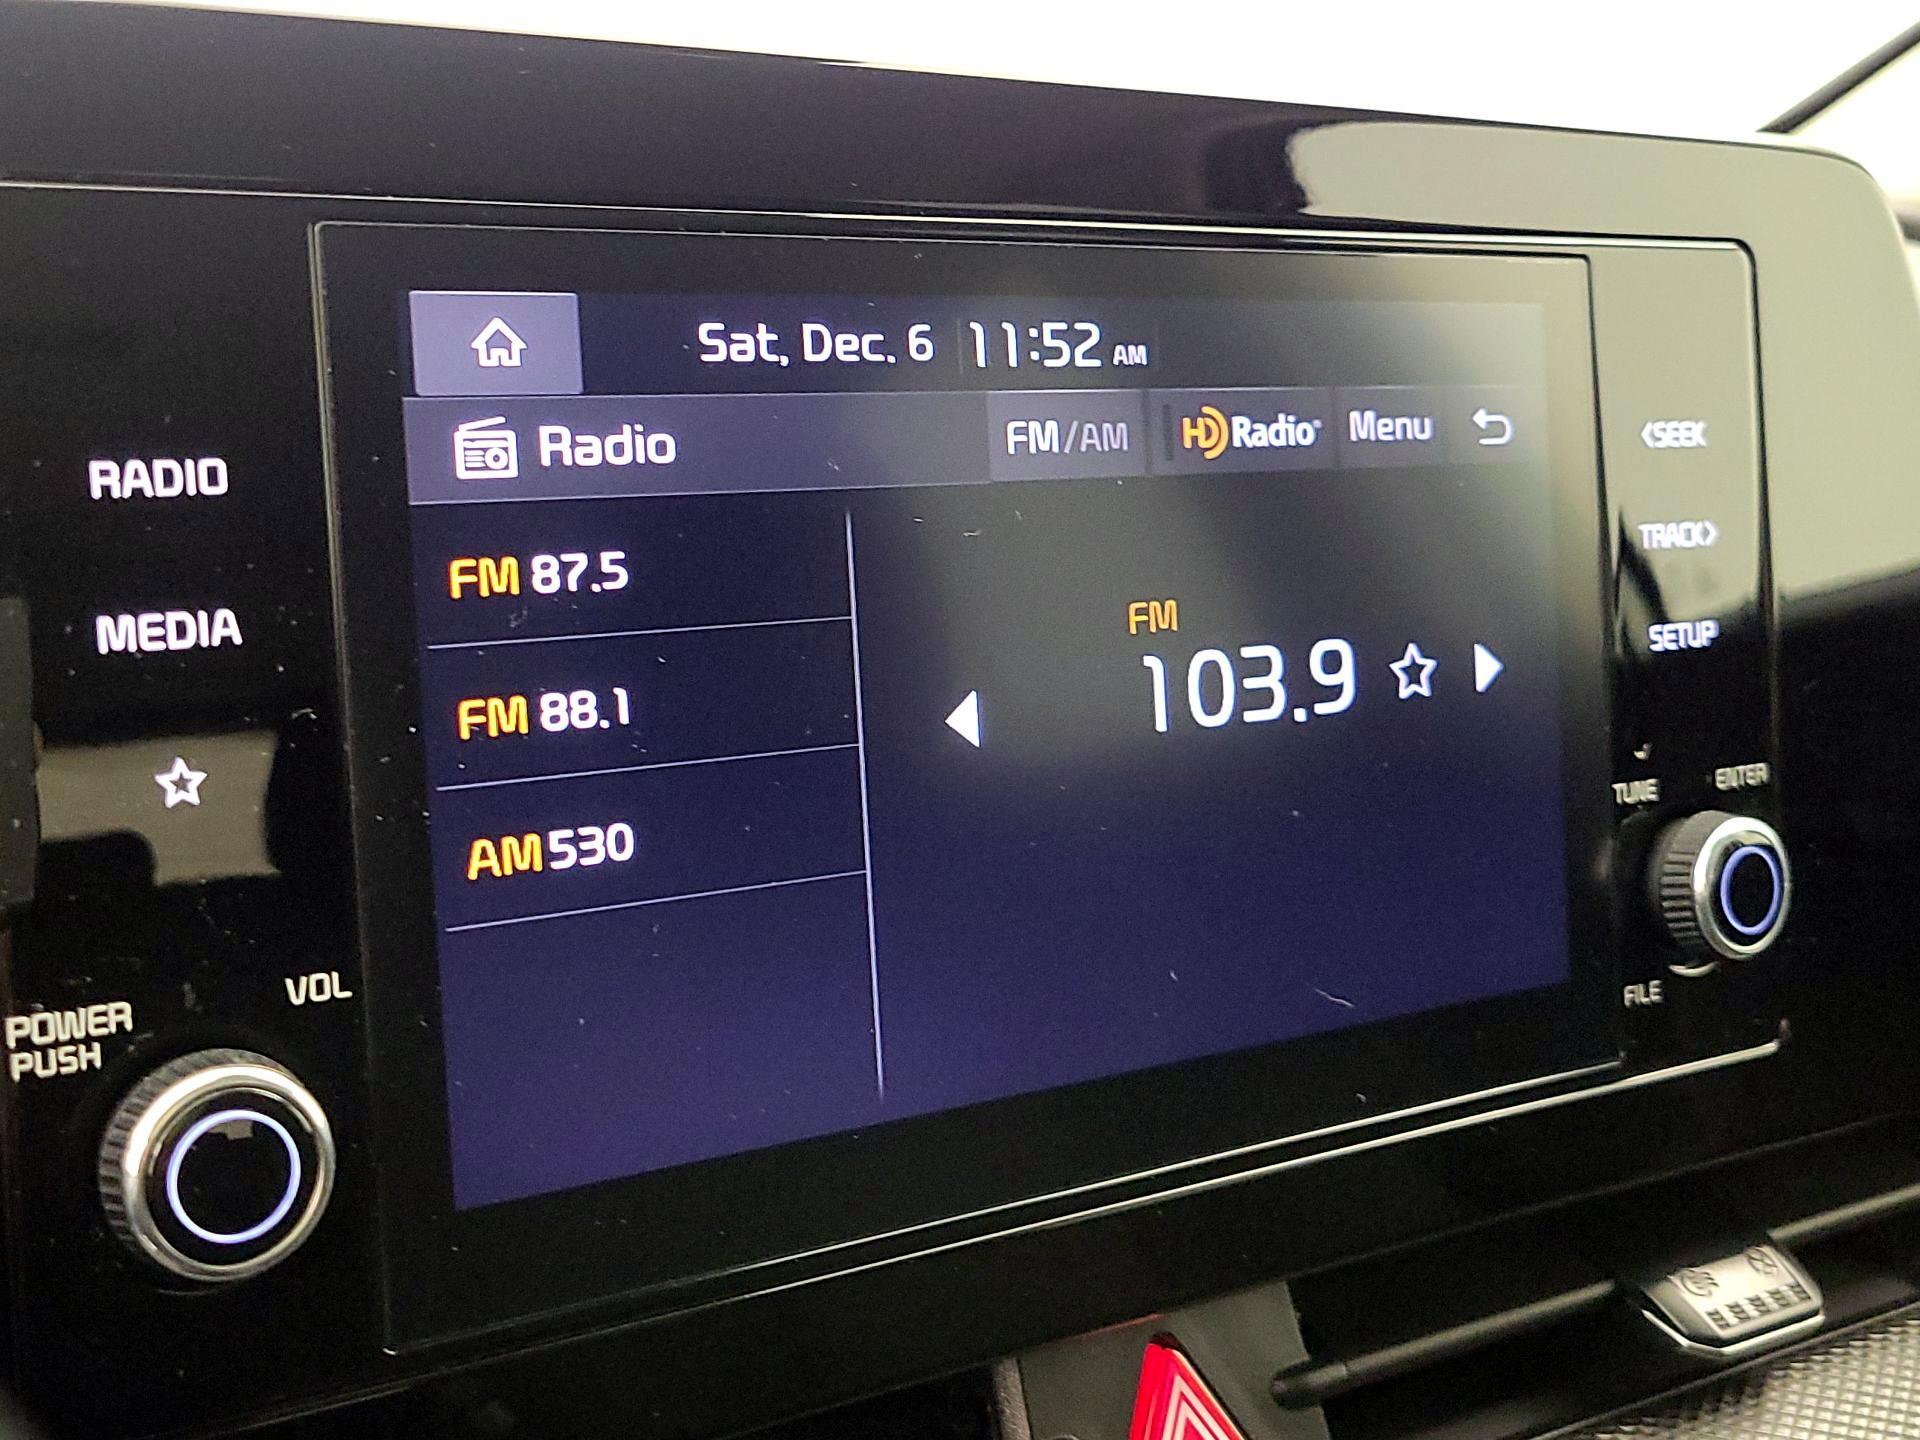 Sat, Dec. 6 11:52 AM
Radio FM/AM HD Radio Menu
FM 87.5
FM 88.1
AM 530
FM
103.9
RADIO
MEDIA
VOL
POWER
PUSH
<SEEK
TRACK>
SETUP
TUNE ENTER
FILE